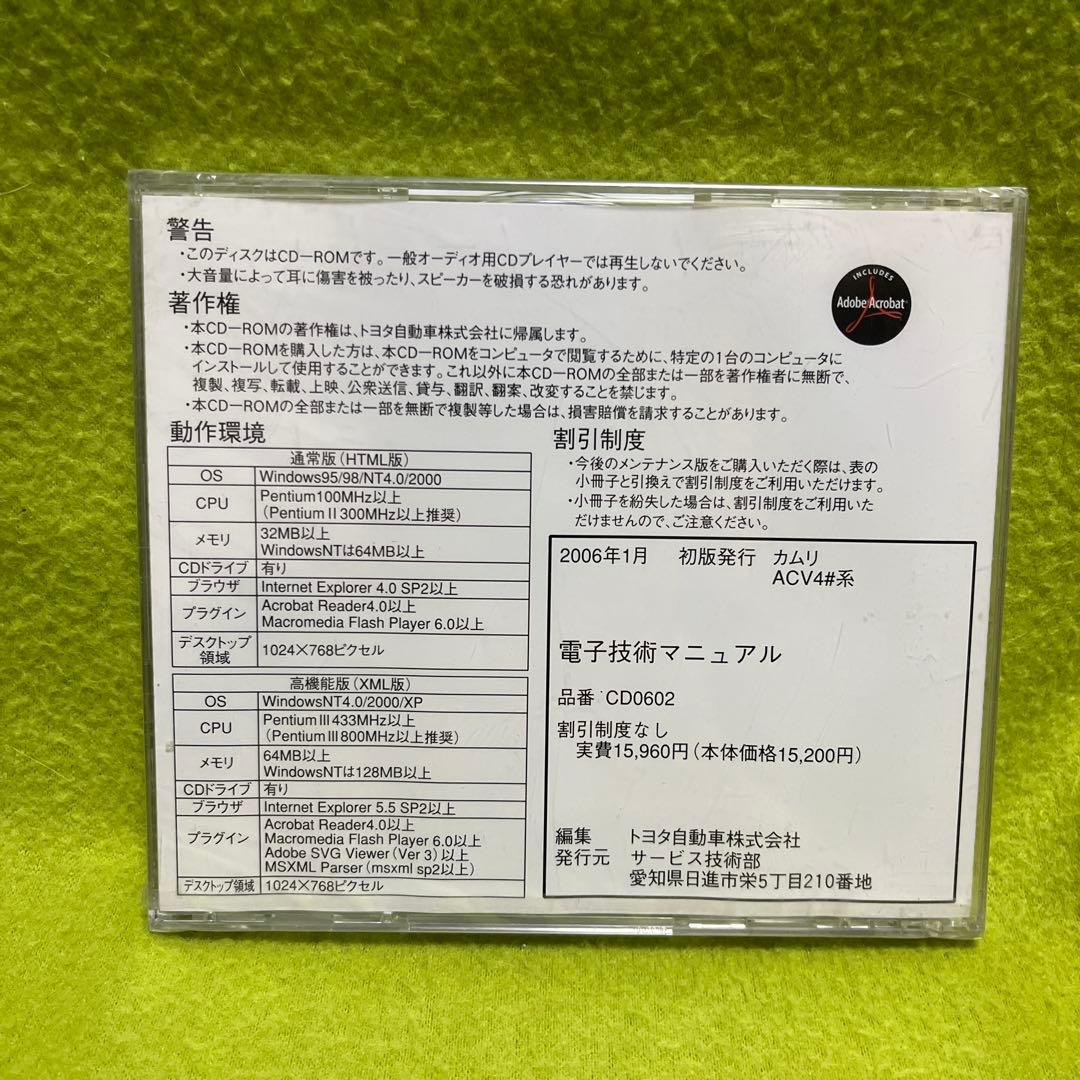 警告
・このディスクはCD－ROMです。一般オーディオ用CDプレイヤーでは再生しないでください。
・大音量によって耳に傷害を被ったり、スピーカーを破損する恐れがあります。
INCLUDES
Adobe Acrobat
著作権
・本CD－ROMの著作権は、トヨタ自動車株式会社に帰属します。
・本CD－ROMを購入した方は、本CD－ROMをコンピュータで閲覧するために、特定の1台のコンピュータに
インストールして使用することができます。これ以外に本CD－ROMの全部または一部を著作権者に無断で、
複製、複写、転載、上映、公衆送信、貸与、翻訳、翻案、改変することを禁じます。
・本CD－ROMの全部または一部を無断で複製等した場合は、損害賠償を請求することがあります。
動作環境
通常版（HTML版）
OS Windows95/98/NT4.0/2000
CPU Pentium100MHz以上
（PentiumⅡ300MHz以上推奨）
メモリ 32MB以上
WindowsNTは64MB以上
CDドライブ 有り
ブラウザ Internet Explorer 4.0 SP2以上
プラグイン Acrobat Reader4.0以上
Macromedia Flash Player 6.0以上
デスクトップ領域 1024×768ピクセル
高機能版（XML版）
OS WindowsNT4.0/2000/XP
CPU PentiumⅢ433MHz以上
（PentiumⅢ800MHz以上推奨）
メモリ 64MB以上
WindowsNTは128MB以上
CDドライブ 有り
ブラウザ Internet Explorer 5.5 SP2以上
プラグイン Acrobat Reader4.0以上
Macromedia Flash Player 6.0以上
Adobe SVG Viewer（Ver 3）以上
MSXML Parser（msxml sp2以上）
デスクトップ領域 1024×768ピクセル
割引制度
・今後のメンテナンス版をご購入いただく際は、表の
小冊子と引換えで割引制度をご利用いただけます。
・小冊子を紛失した場合は、割引制度をご利用いた
だけませんので、ご注意ください。
2006年1月 初版発行 カムリ
ACV4#系
電子技術マニュアル
品番 CD0602
割引制度なし
実費15,960円（本体価格15,200円）
編集 トヨタ自動車株式会社
発行元 サービス技術部
愛知県日進市栄5丁目210番地